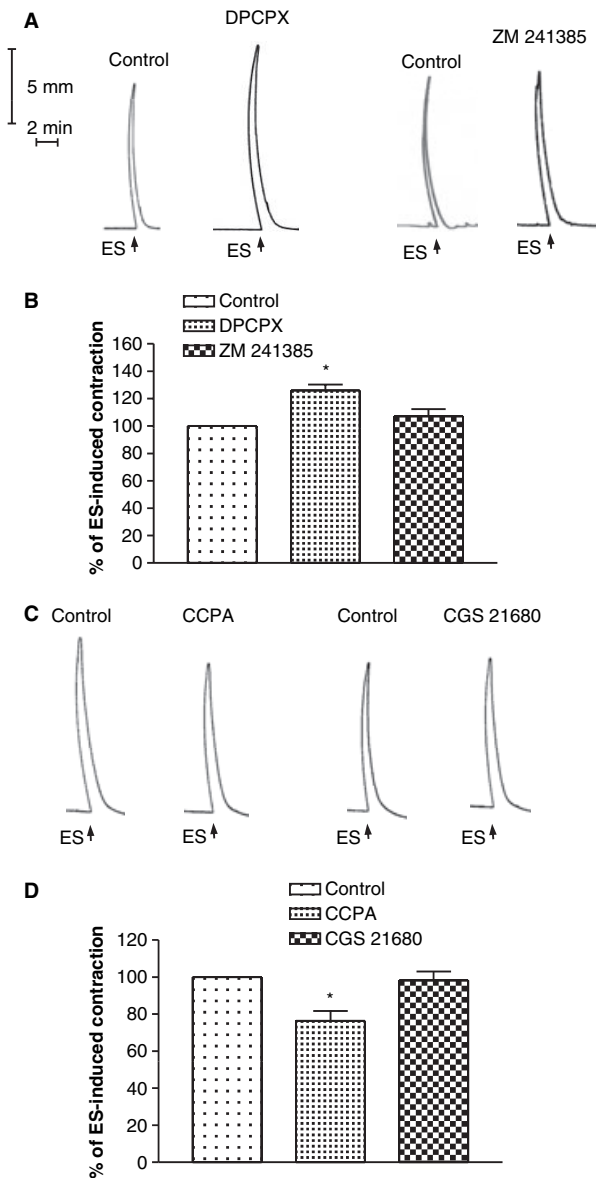 A
DPCPX
Control
Control
ZM 241385
5 mm
2 min
ES
ES
ES
ES
B
Control
DPCPX
ZM 241385
% of ES-induced contraction
160
140
120
100
80
60
40
20
0
*
C
Control
CCPA
Control
CGS 21680
ES
ES
ES
ES
D
Control
CCPA
CGS 21680
% of ES-induced contraction
120
100
80
60
40
20
0
*